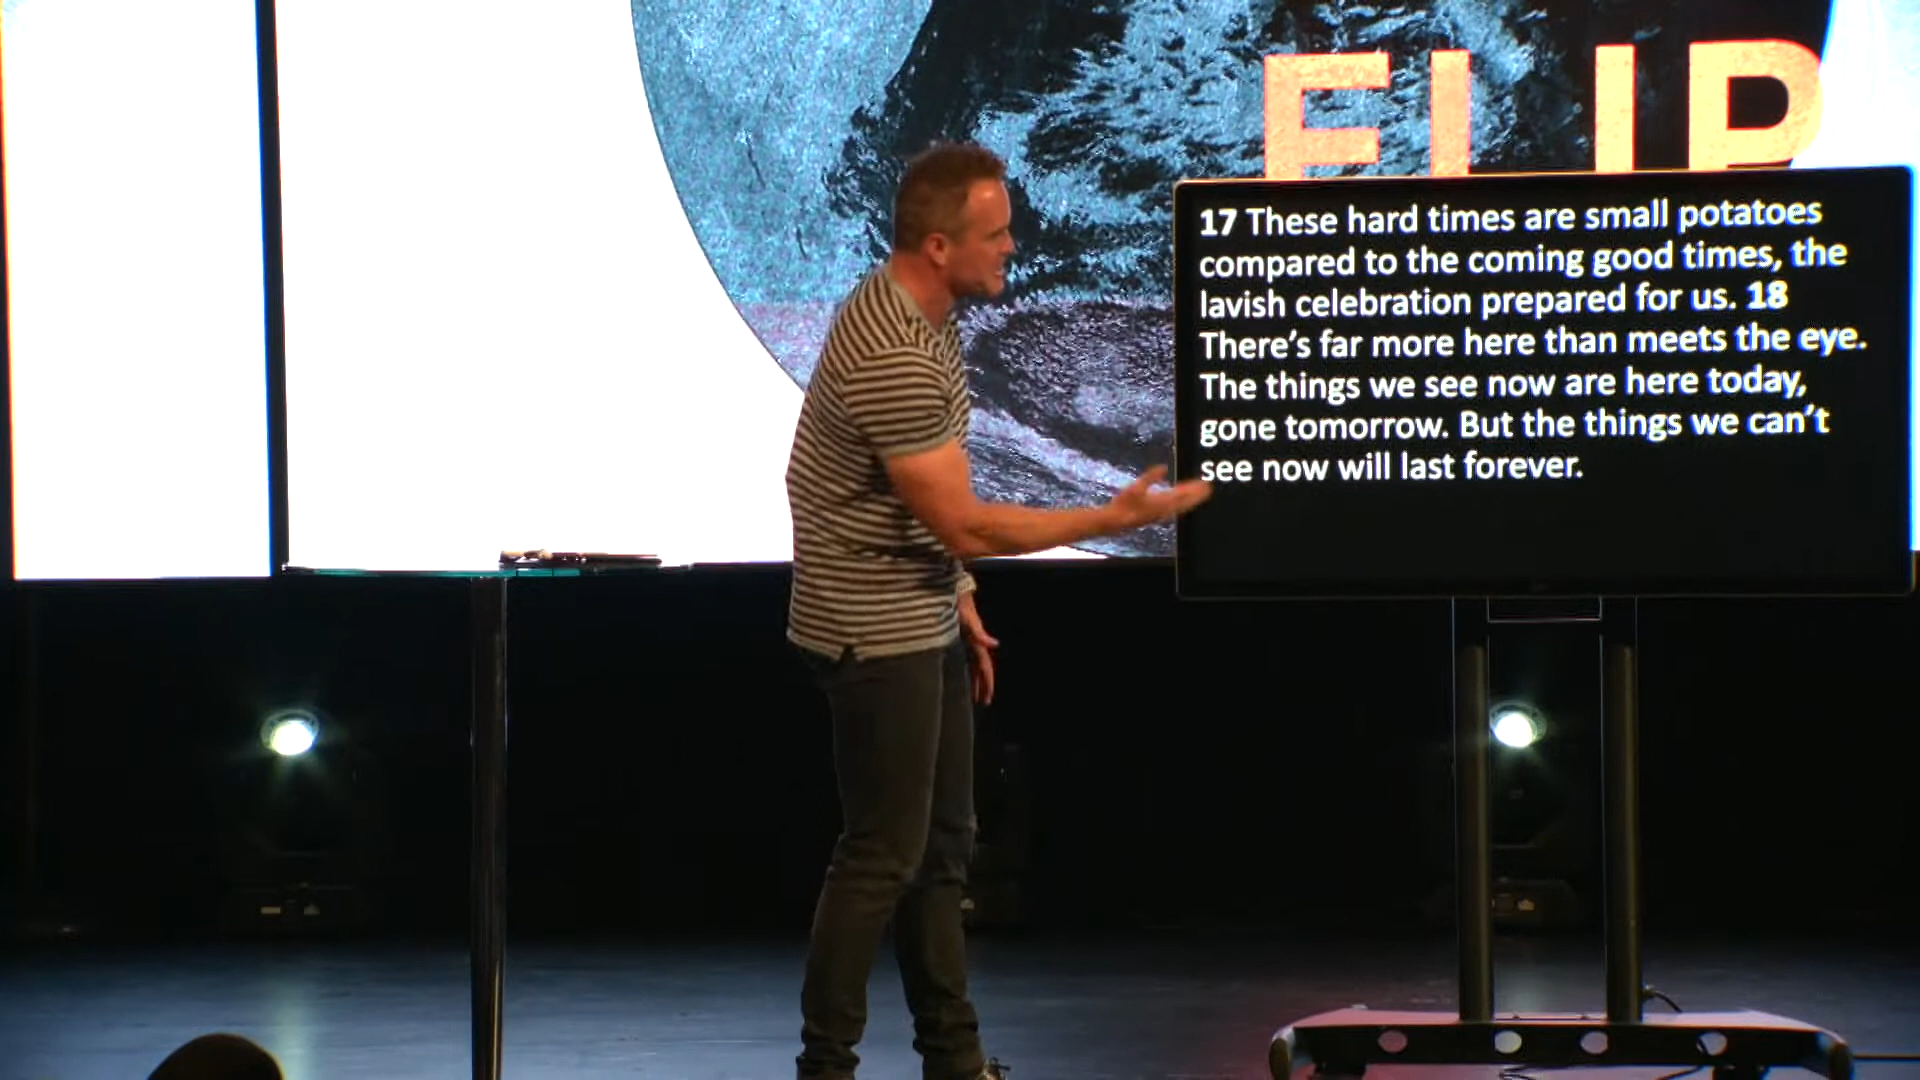 FLIP
17 These hard times are small potatoes
compared to the coming good times, the
lavish celebration prepared for us. 18
There’s far more here than meets the eye.
The things we see now are here today,
gone tomorrow. But the things we can’t
see now will last forever.